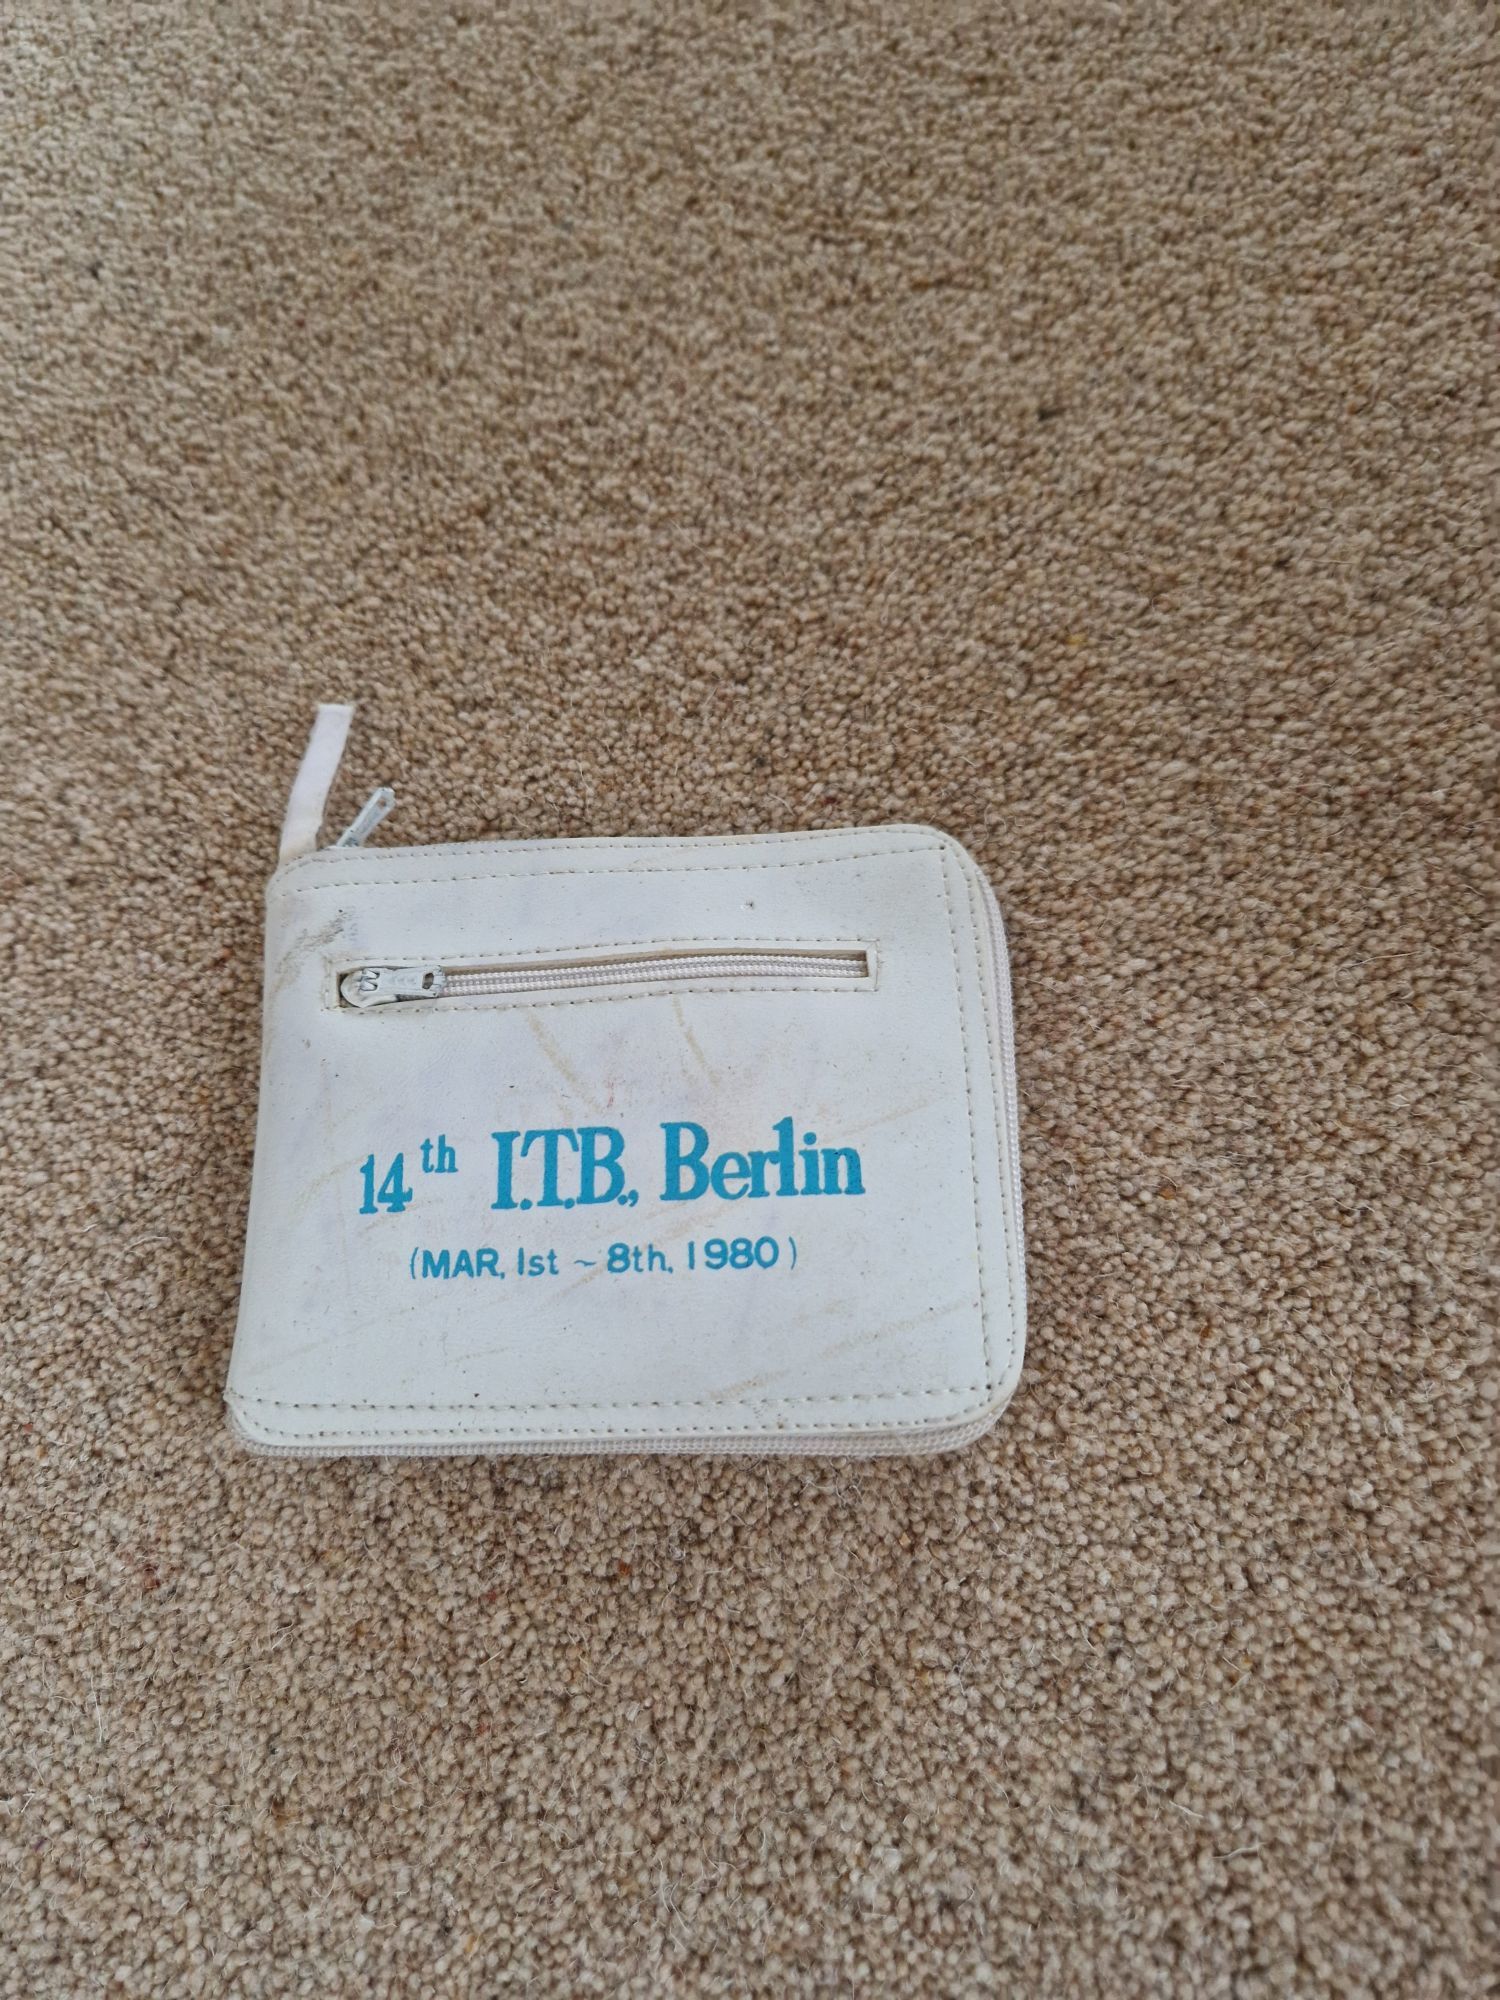 14th I.T.B., Berlin
(MAR, 1st ~ 8th, 1980)